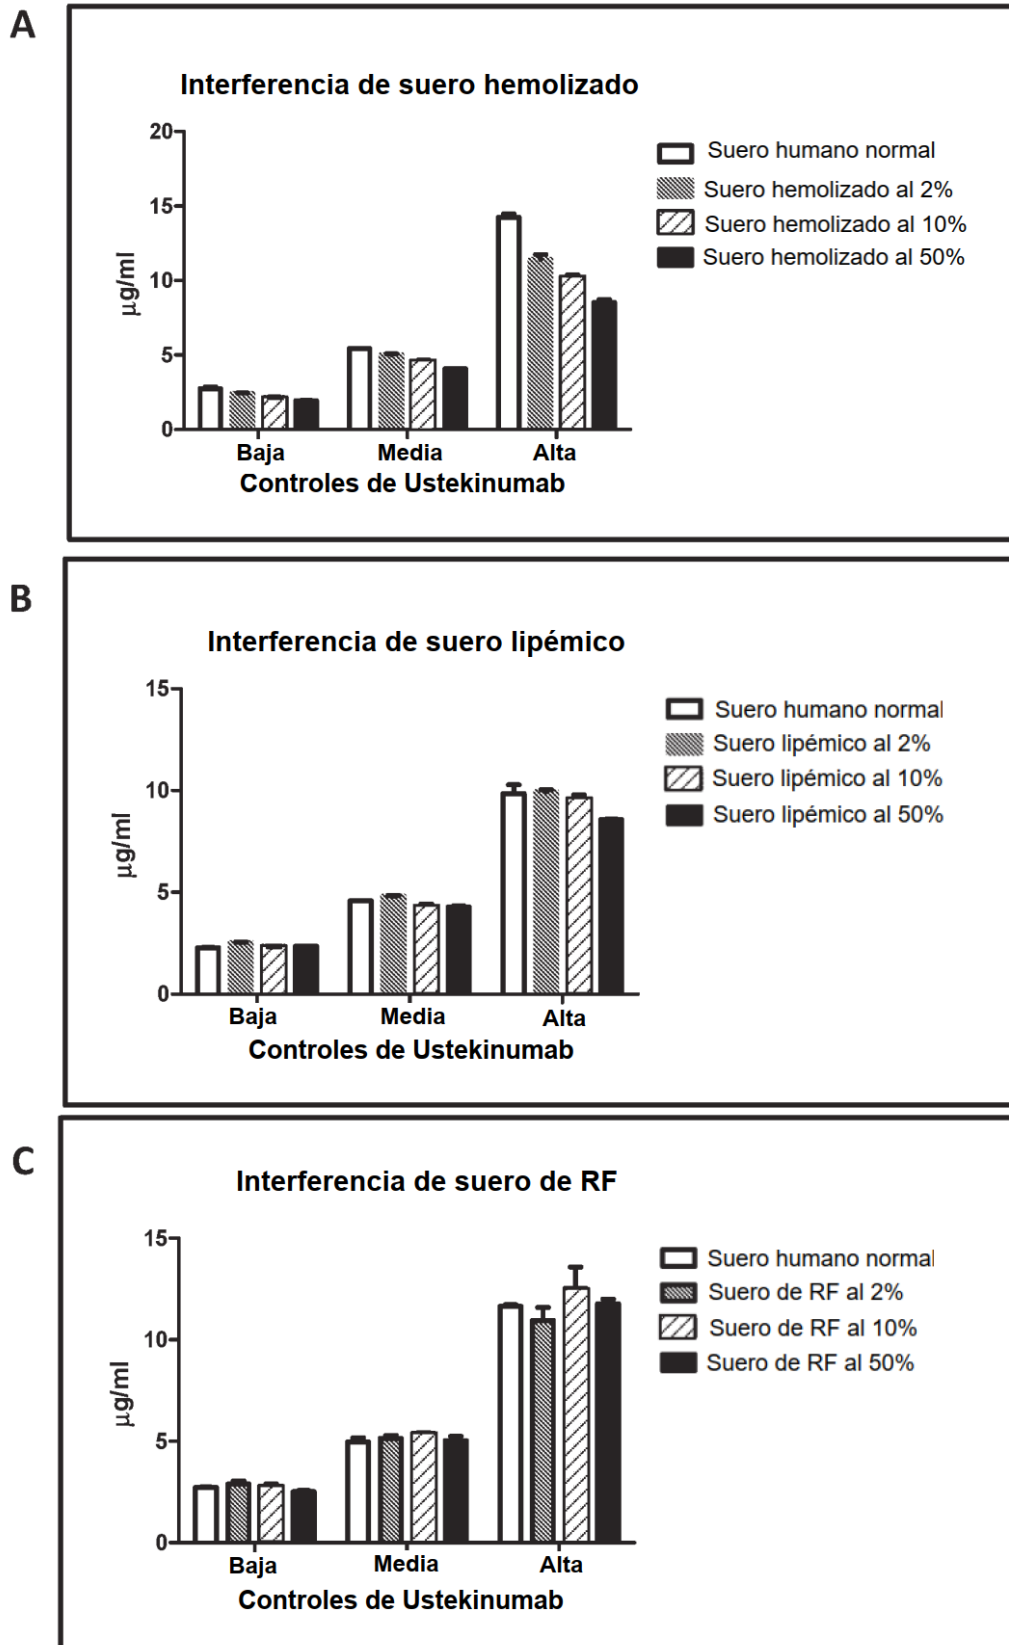 A
Interferencia de suero hemolizado
20
15
10
5
0
µg/ml
Baja
Media
Alta
Controles de Ustekinumab
Suero humano normal
Suero hemolizado al 2%
Suero hemolizado al 10%
Suero hemolizado al 50%
B
Interferencia de suero lipémico
15
10
5
0
µg/ml
Baja
Media
Alta
Controles de Ustekinumab
Suero humano normal
Suero lipémico al 2%
Suero lipémico al 10%
Suero lipémico al 50%
C
Interferencia de suero de RF
15
10
5
0
µg/ml
Baja
Media
Alta
Controles de Ustekinumab
Suero humano normal
Suero de RF al 2%
Suero de RF al 10%
Suero de RF al 50%